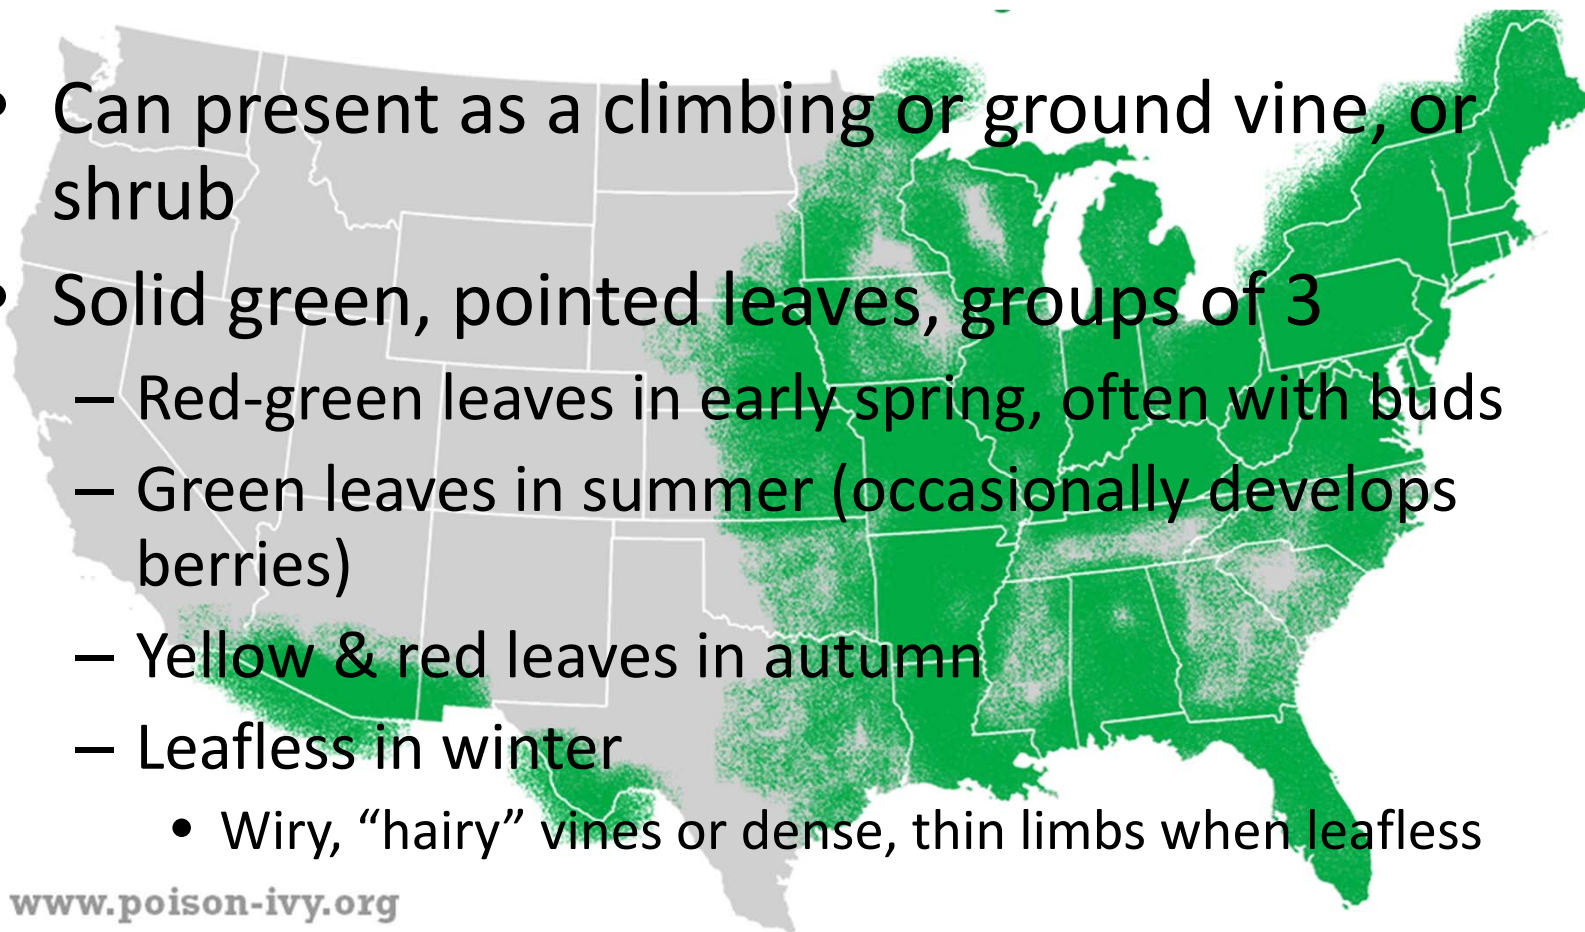 • Can present as a climbing or ground vine, or
shrub
• Solid green, pointed leaves, groups of 3
– Red-green leaves in early spring, often with buds
– Green leaves in summer (occasionally develops
berries)
– Yellow & red leaves in autumn
– Leafless in winter
• Wiry, “hairy” vines or dense, thin limbs when leafless
www.poison-ivy.org